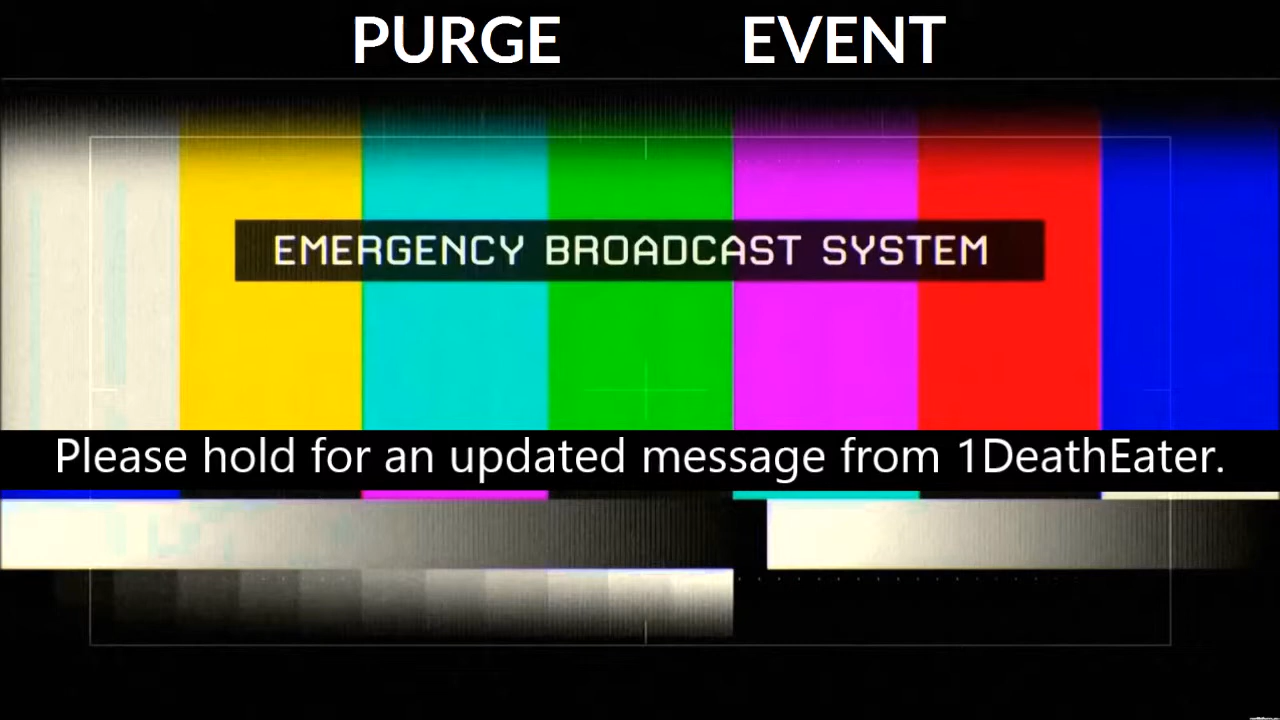 PURGE EVENT
EMERGENCY BROADCAST SYSTEM
Please hold for an updated message from 1DeathEater.